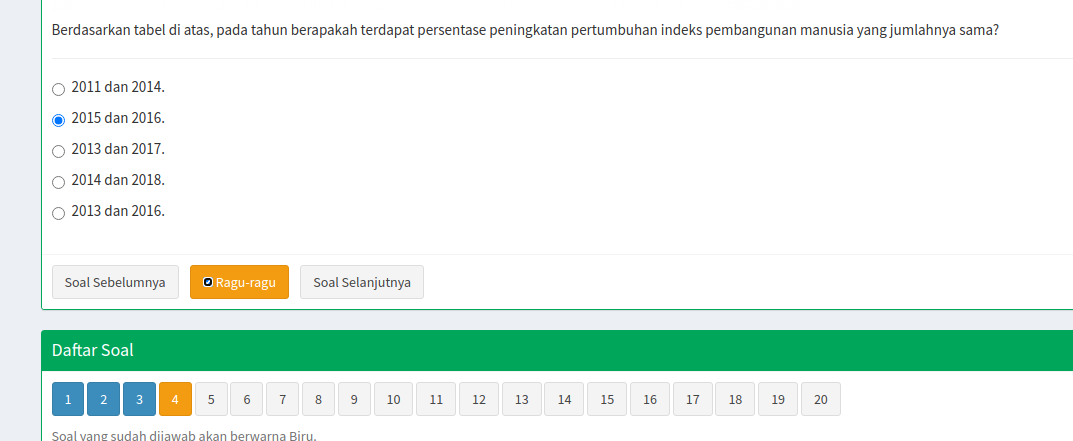 Berdasarkan tabel di atas, pada tahun berapakah terdapat persentase peningkatan pertumbuhan indeks pembangunan manusia yang jumlahnya sama?
2011 dan 2014.
2015 dan 2016.
2013 dan 2017.
2014 dan 2018.
2013 dan 2016.
Soal Sebelumnya Ragu-ragu Soal Selanjutnya
Daftar Soal
1 2 3 4 5 6 7 8 9 10 11 12 13 14 15 16 17 18 19 20
Soal yang sudah dijawab akan berwarna Biru.